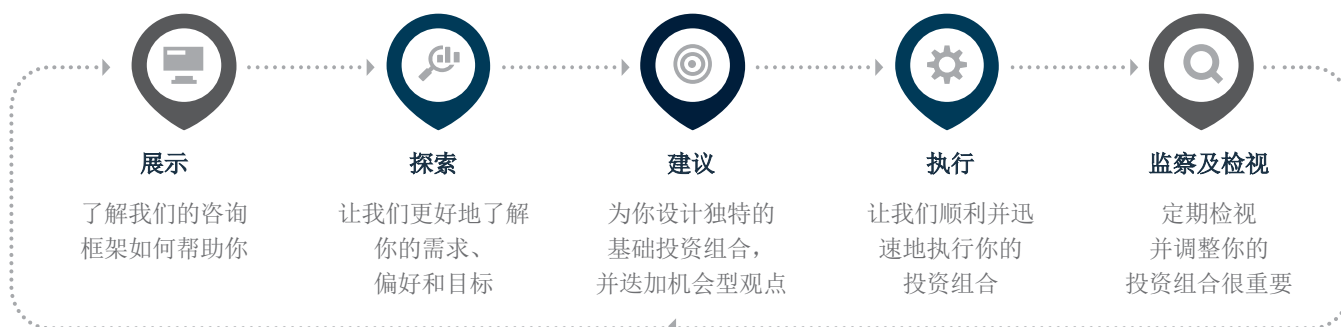 展示
了解我们的咨询
框架如何帮助你
探索
让我们更好地了解
你的需求、
偏好和目标
建议
为你设计独特的
基础投资组合，
并迭加机会型观点
执行
让我们顺利并迅
速地执行你的
投资组合
监察及检视
定期检视
并调整你的
投资组合很重要